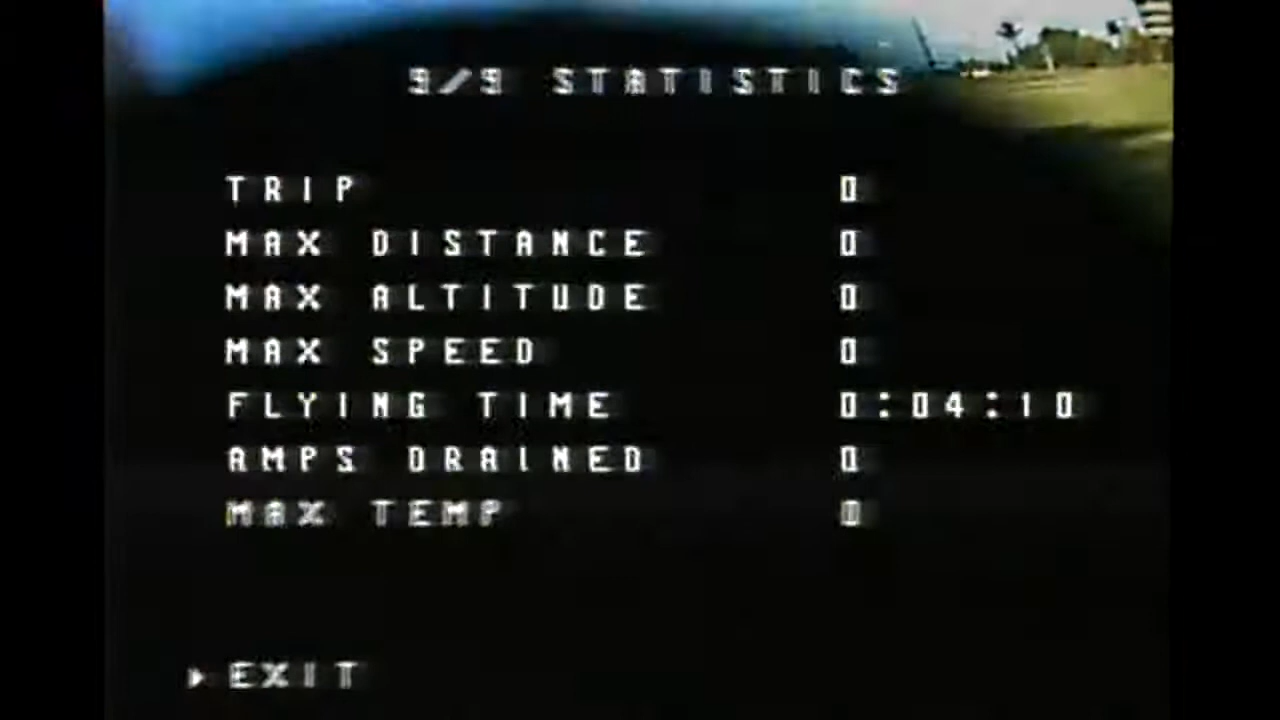 9/9 STATISTICS
TRIP 0
MAX DISTANCE 0
MAX ALTITUDE 0
MAX SPEED 0
FLYING TIME 0:04:10
AMPS DRAINED 0
MAX TEMP 0
EXIT